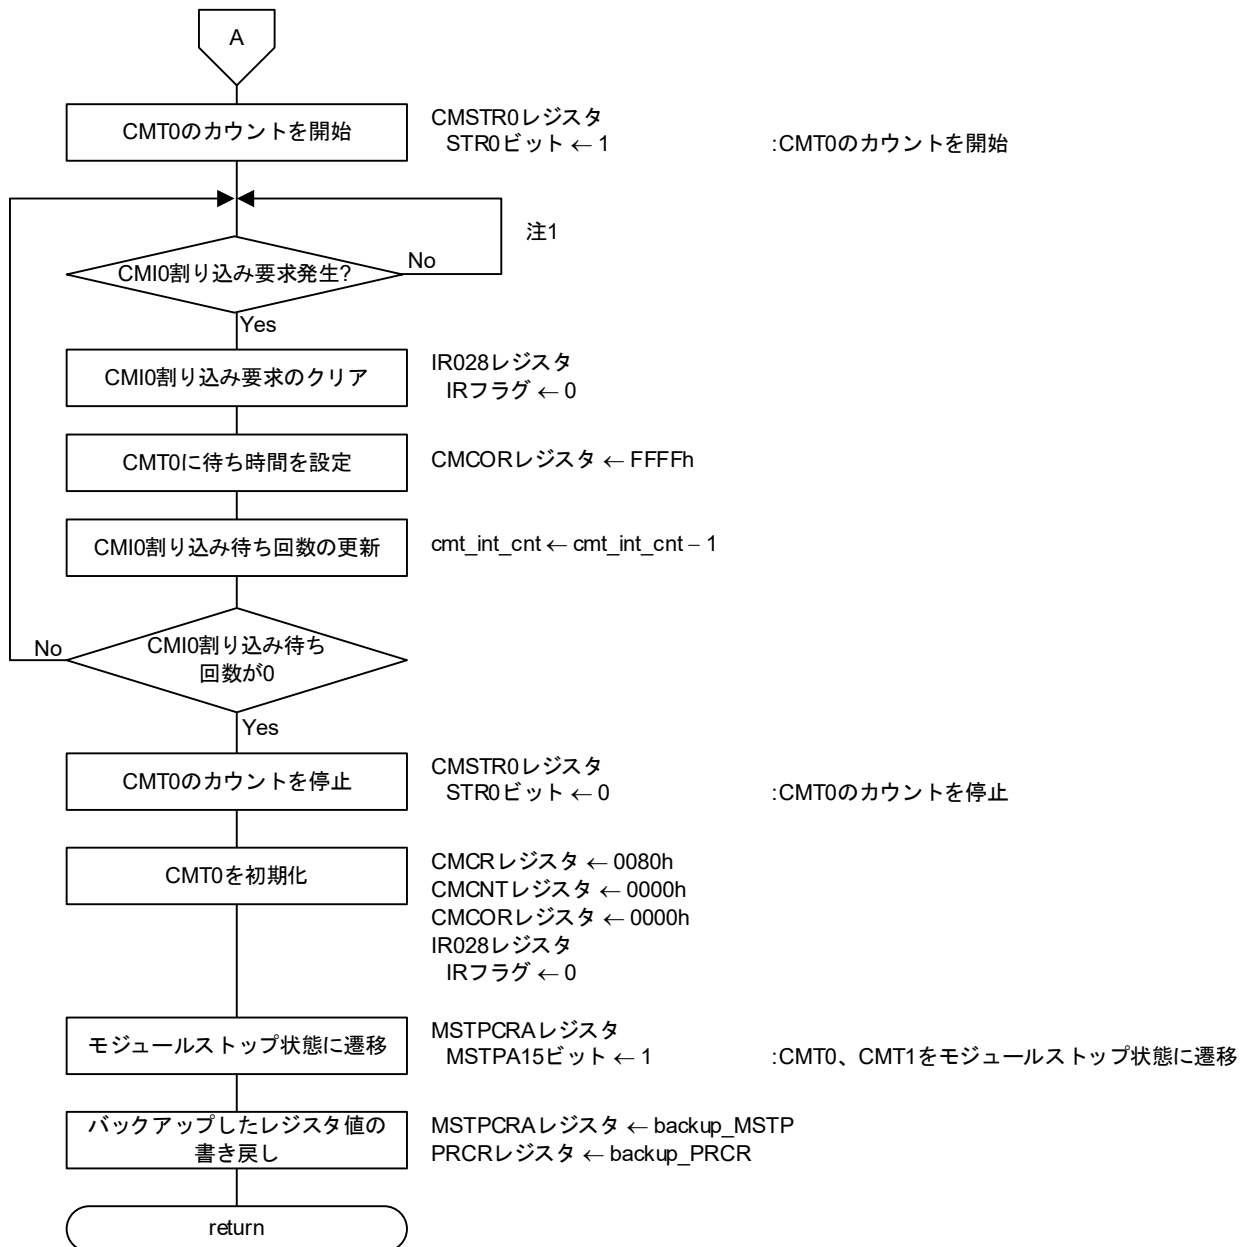 A
CMT0のカウントを開始
CMSTR0レジスタ
STR0ビット ← 1 :CMT0のカウントを開始
注1
CMI0割り込み要求発生?
No
Yes
CMI0割り込み要求のクリア
IR028レジスタ
IRフラグ ← 0
CMT0に待ち時間を設定
CMCORレジスタ ← FFFFh
CMI0割り込み待ち回数の更新
cmt_int_cnt ← cmt_int_cnt – 1
No
CMI0割り込み待ち
回数が0
Yes
CMT0のカウントを停止
CMSTR0レジスタ
STR0ビット ← 0 :CMT0のカウントを停止
CMT0を初期化
CMCRレジスタ ← 0080h
CMCNTレジスタ ← 0000h
CMCORレジスタ ← 0000h
IR028レジスタ
IRフラグ ← 0
モジュールストップ状態に遷移
MSTPCRAレジスタ
MSTPA15ビット ← 1 :CMT0、CMT1をモジュールストップ状態に遷移
バックアップしたレジスタ値の
書き戻し
MSTPCRAレジスタ ← backup_MSTP
PRCRレジスタ ← backup_PRCR
return